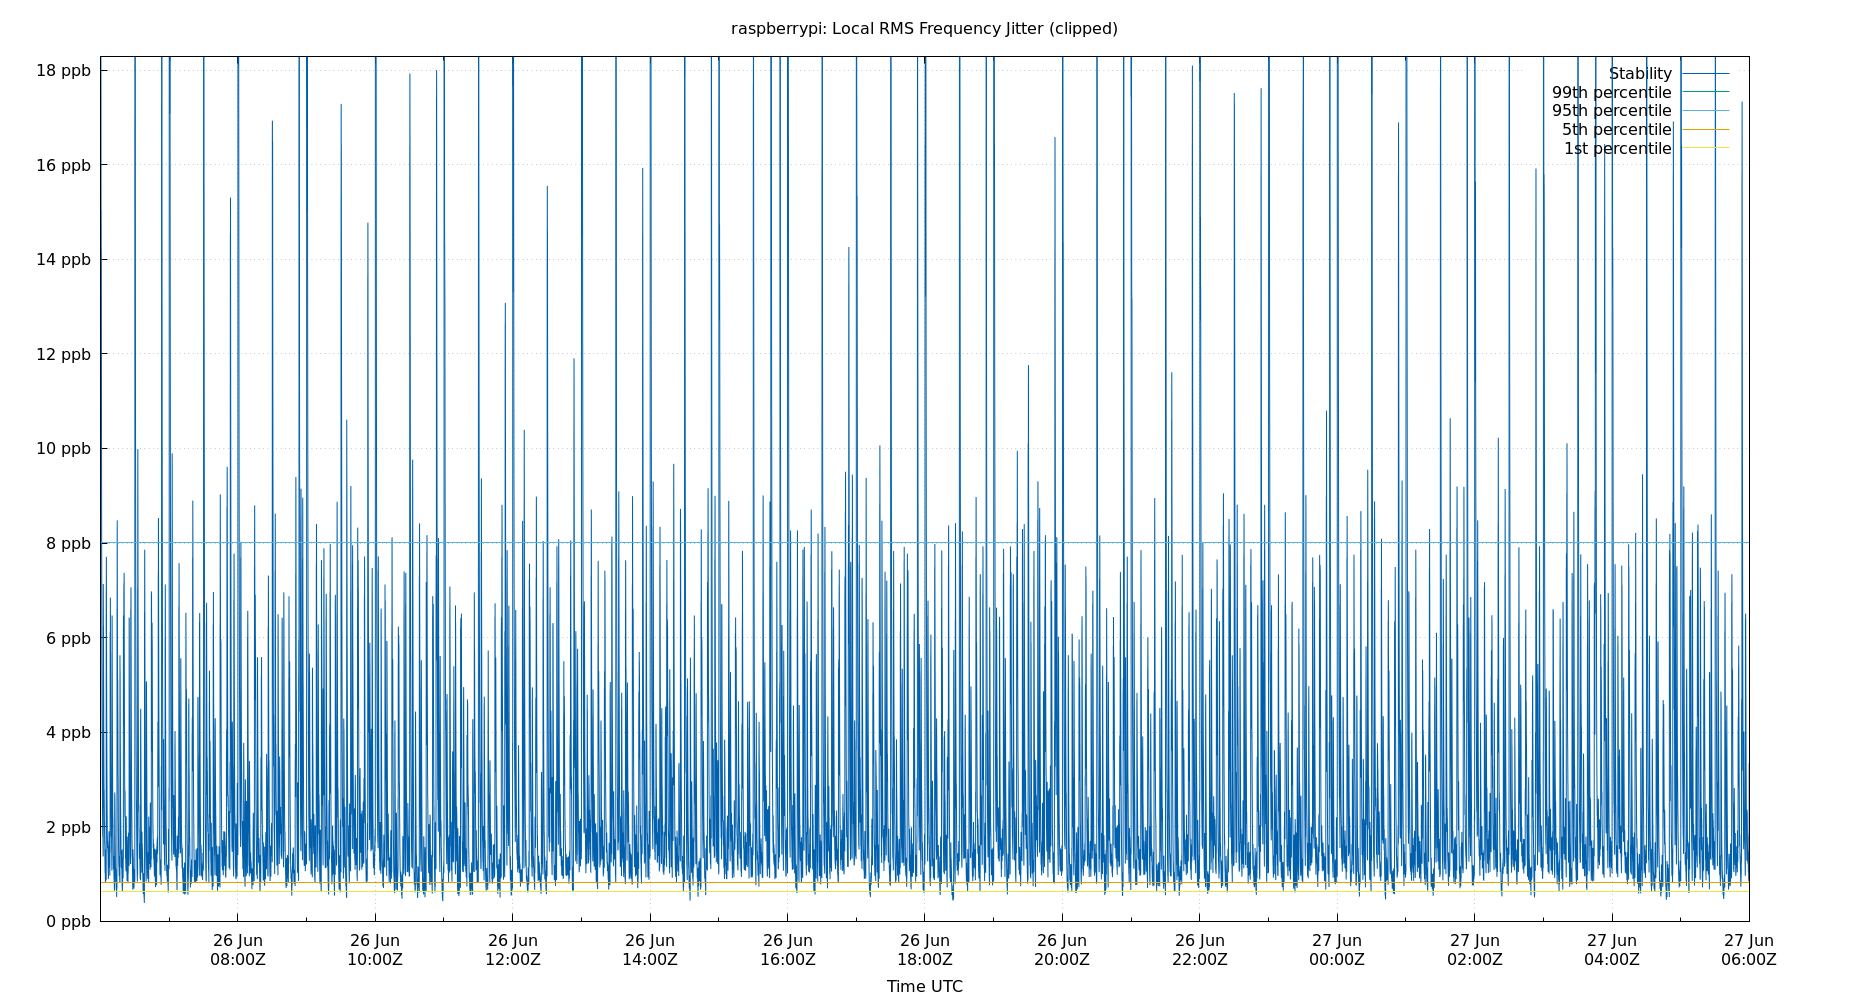 raspberrypi: Local RMS Frequency Jitter (clipped)
18 ppb
16 ppb
14 ppb
12 ppb
10 ppb
8 ppb
6 ppb
4 ppb
2 ppb
0 ppb
Stability
99th percentile
95th percentile
5th percentile
1st percentile
26 Jun 26 Jun 26 Jun 26 Jun 26 Jun 26 Jun 26 Jun 26 Jun 27 Jun 27 Jun 27 Jun 27 Jun
08:00Z 10:00Z 12:00Z 14:00Z 16:00Z 18:00Z 20:00Z 22:00Z 00:00Z 02:00Z 04:00Z 06:00Z
Time UTC